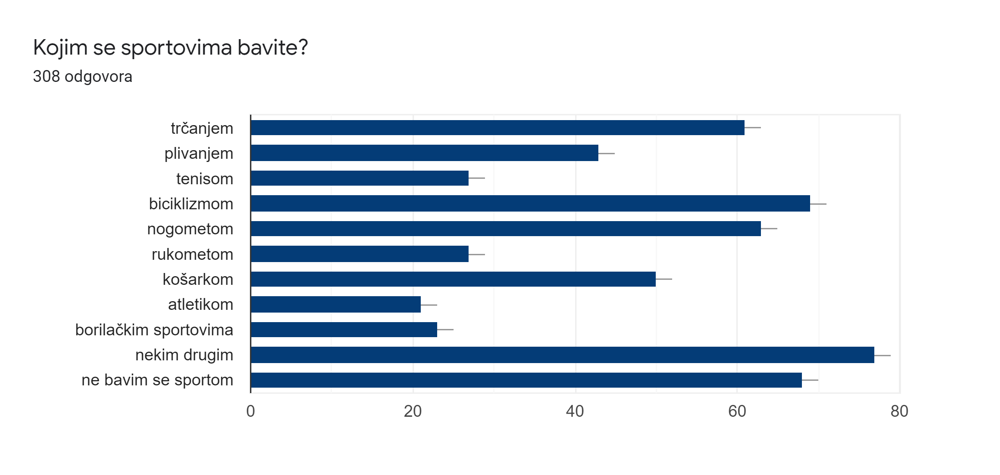 Kojim se sportovima bavite?
308 odgovora
trčanjem
plivanjem
tenisom
biciklizmom
nogometom
rukometom
košarkom
atletikom
borilačkim sportovima
nekim drugim
ne bavim se sportom
0 20 40 60 80